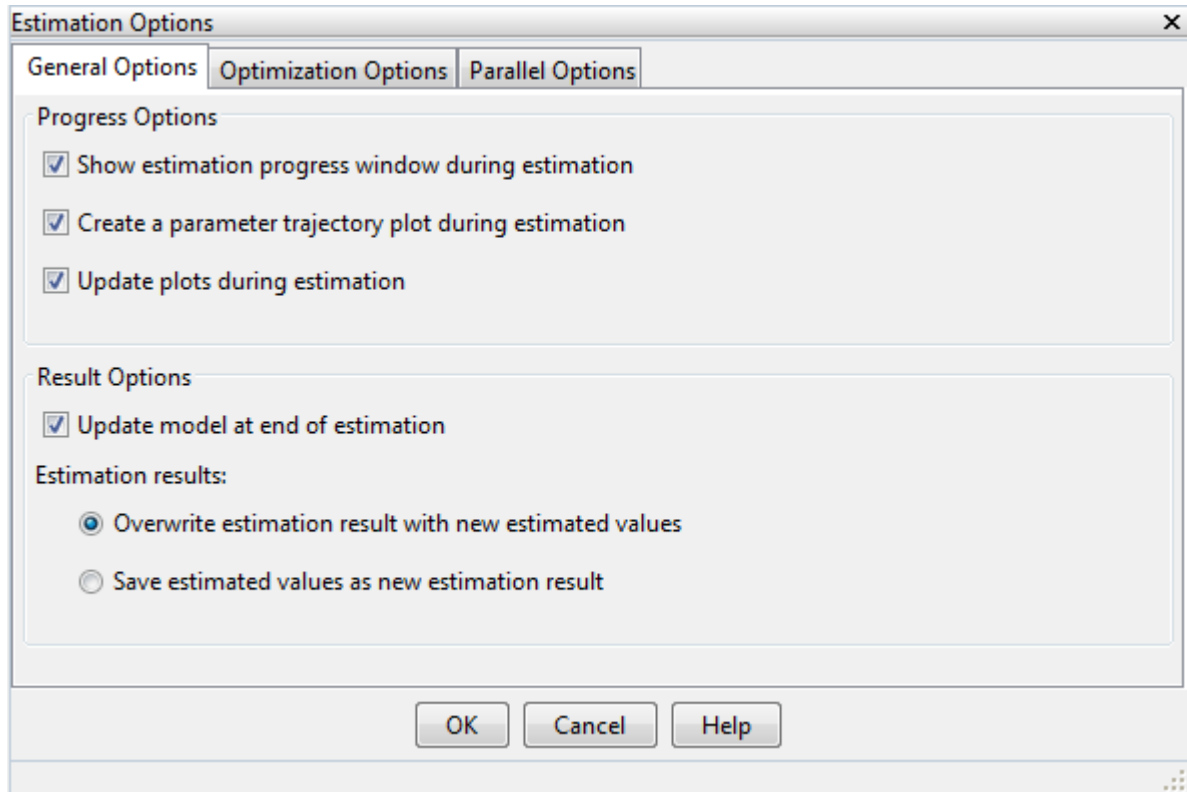 Estimation Options
General Options Optimization Options Parallel Options
Progress Options
Show estimation progress window during estimation
Create a parameter trajectory plot during estimation
Update plots during estimation
Result Options
Update model at end of estimation
Estimation results:
Overwrite estimation result with new estimated values
Save estimated values as new estimation result
OK Cancel Help